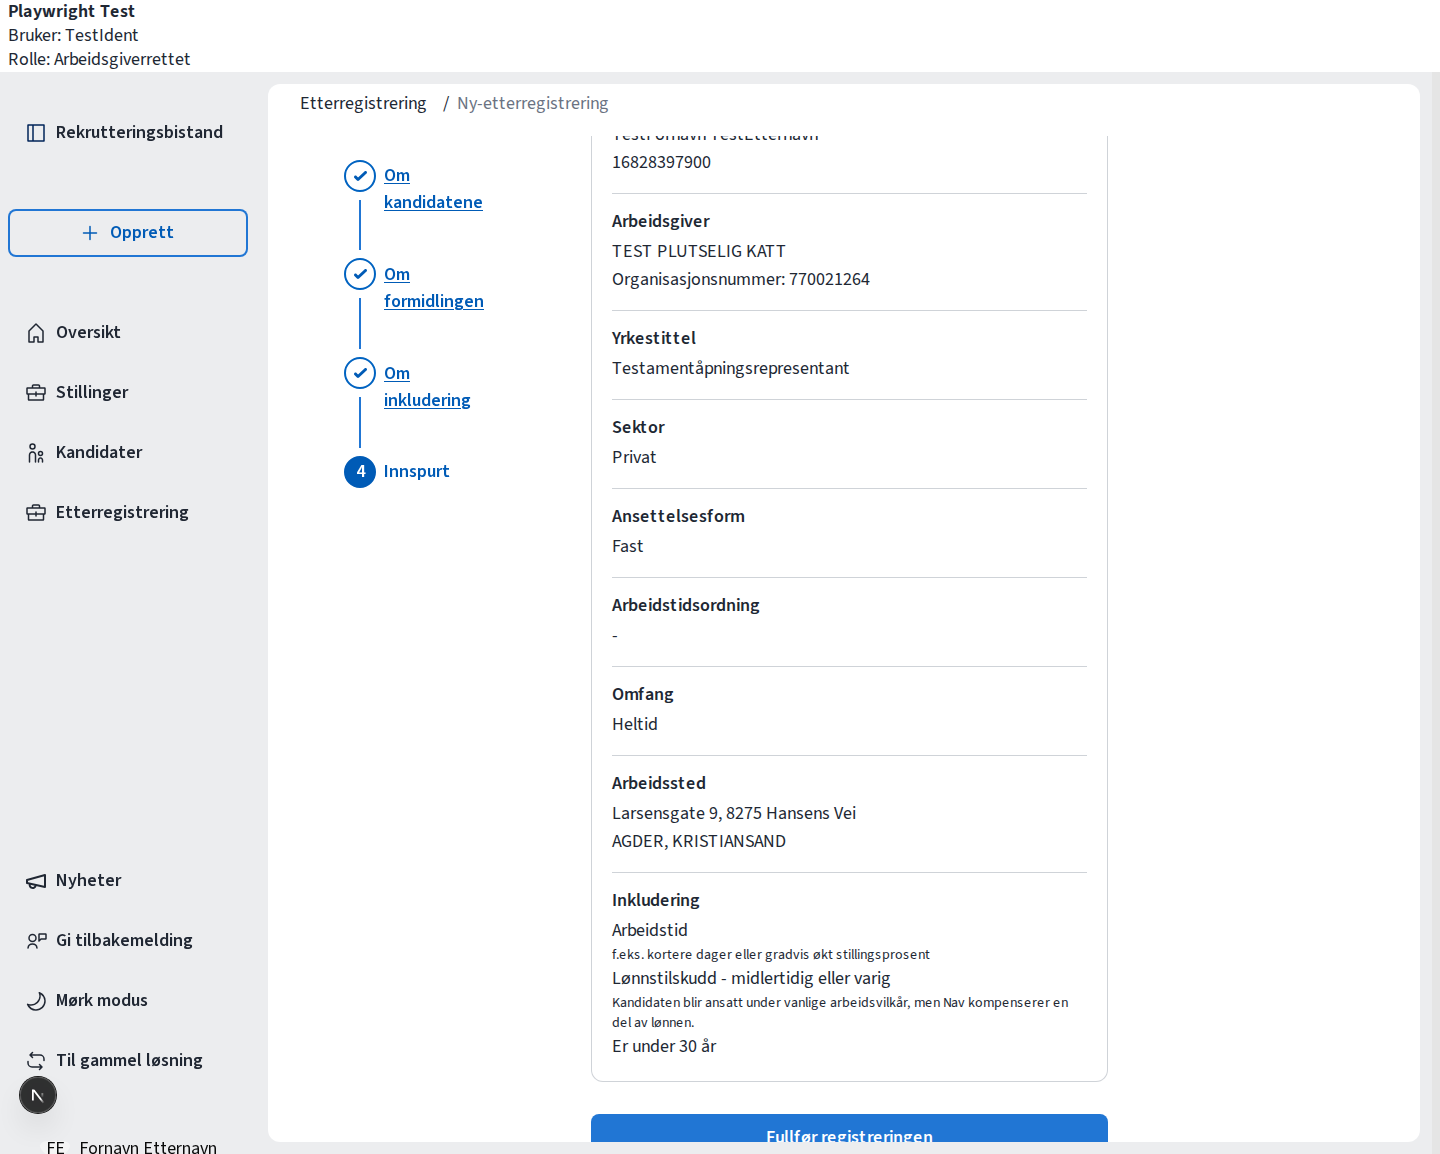 Playwright Test
Bruker: TestIdent
Rolle: Arbeidsgiverrettet
Rekrutteringsbistand
Opprett
Oversikt
Stillinger
Kandidater
Etterregistrering
Nyheter
Gi tilbakemelding
Mørk modus
Til gammel løsning
N
FE Fornavn Etternavn
Etterregistrering / Ny-etterregistrering
Om
kandidatene
Om
formidlingen
Om
inkludering
4 Innspurt
TestFornavn TestEtternavn
16828397900
Arbeidsgiver
TEST PLUTSELIG KATT
Organisasjonsnummer: 770021264
Yrkestittel
Testamentåpningsrepresentant
Sektor
Privat
Ansettelsesform
Fast
Arbeidstidsordning
-
Omfang
Heltid
Arbeidssted
Larsensgate 9, 8275 Hansens Vei
AGDER, KRISTIANSAND
Inkludering
Arbeidstid
f.eks. kortere dager eller gradvis økt stillingsprosent
Lønnstilskudd - midlertidig eller varig
Kandidaten blir ansatt under vanlige arbeidsvilkår, men Nav kompenserer en
del av lønnen.
Er under 30 år
Fullfør registreringen